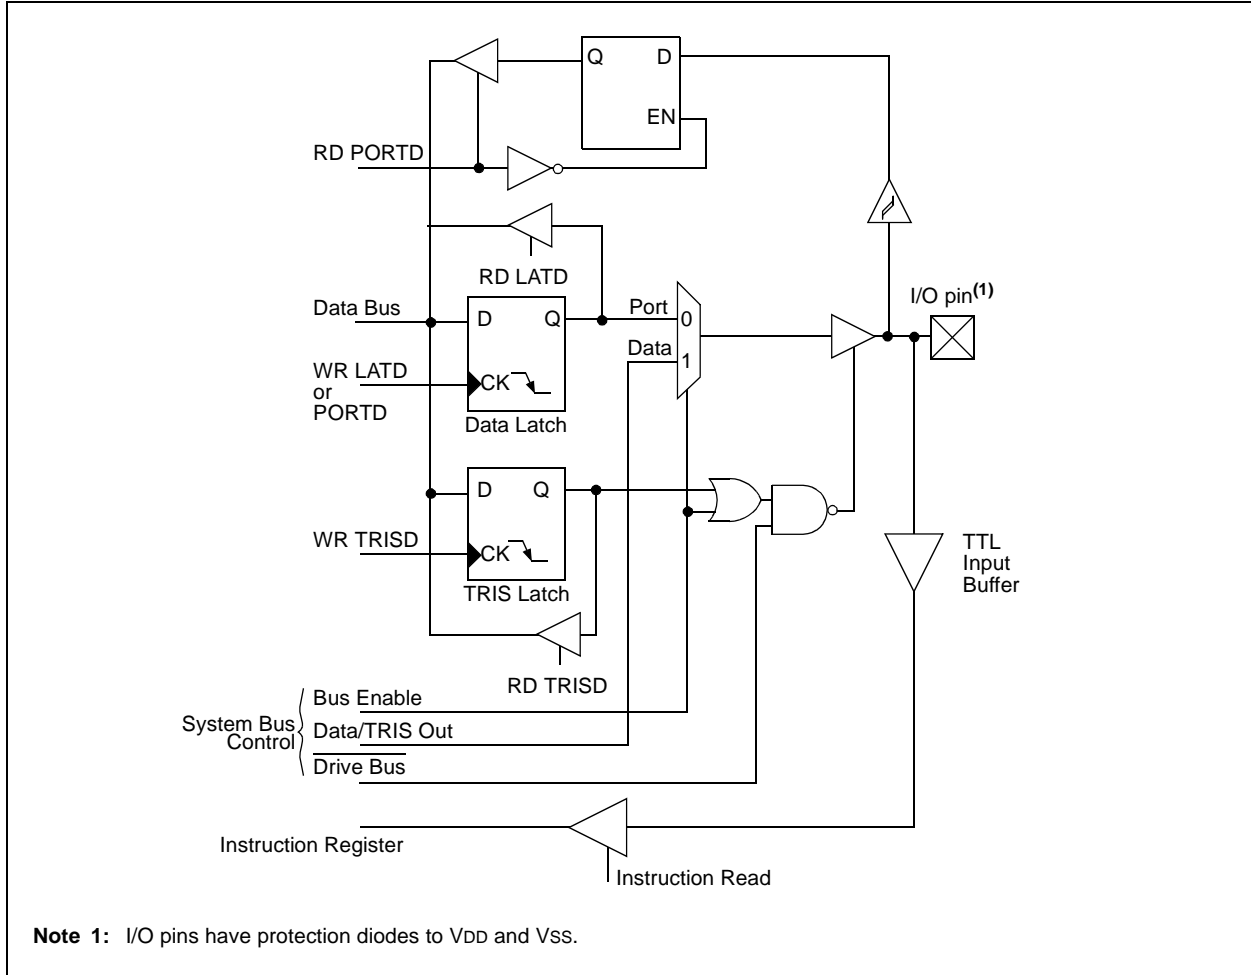 Q D
EN
RD PORTD
RD LATD
I/O pin(1)
Data Bus
D Q
Port
0
Data
1
WR LATD
or
PORTD
CK
Data Latch
D Q
WR TRISD
CK
TRIS Latch
TTL
Input
Buffer
RD TRISD
System Bus
Control
Bus Enable
Data/TRIS Out
Drive Bus
Instruction Register
Instruction Read
Note 1: I/O pins have protection diodes to VDD and VSS.